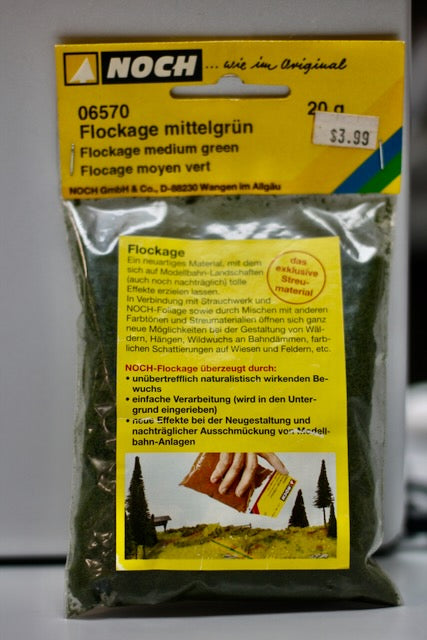 NOCH ... wie im Original
06570
20 g
Flockage mittelgrün
$3.99
Flockage medium green
Flocage moyen vert
NOCH GmbH & Co., D-88230 Wangen im Allgäu
Flockage
Ein neuartiges Material, mit dem
sich auf Modellbahn-Landschaften
(auch noch nachträglich) tolle
Effekte erzielen lassen.
In Verbindung mit Strauchwerk und
NOCH-Foliage sowie durch Mischen mit anderen
Farbtönen und Streumaterialien öffnen sich ganz
neue Möglichkeiten bei der Gestaltung von Wäl-
dern, Hängen, Wildwuchs an Bahndämmen, farb-
lichen Schattierungen auf Wiesen und Feldern, etc.
das
exklusive
Streu-
material
NOCH-Flockage überzeugt durch:
• unübertrefflich naturalistisch wirkenden Be-
wuchs
• einfache Verarbeitung (wird in den Unter-
grund eingerieben)
• neue Effekte bei der Neugestaltung und
nachträglicher Ausschmückung von Modell-
bahn-Anlagen
NOCH